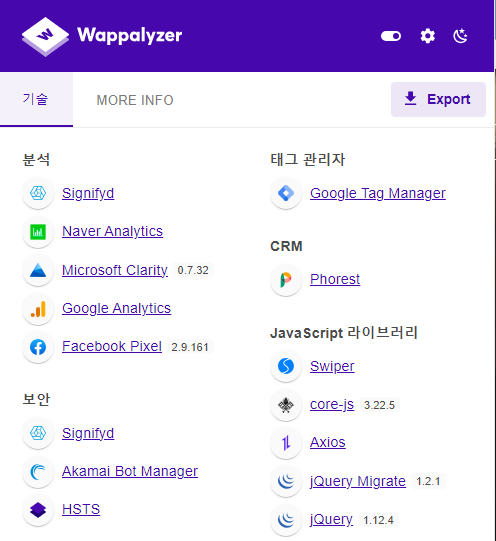 Wappalyzer
기술
MORE INFO
Export
분석
Signifyd
Naver Analytics
Microsoft Clarity 0.7.32
Google Analytics
Facebook Pixel 2.9.161
보안
Signifyd
Akamai Bot Manager
HSTS
태그 관리자
Google Tag Manager
CRM
Phorest
JavaScript 라이브러리
Swiper
core-js 3.22.5
Axios
jQuery Migrate 1.2.1
jQuery 1.12.4